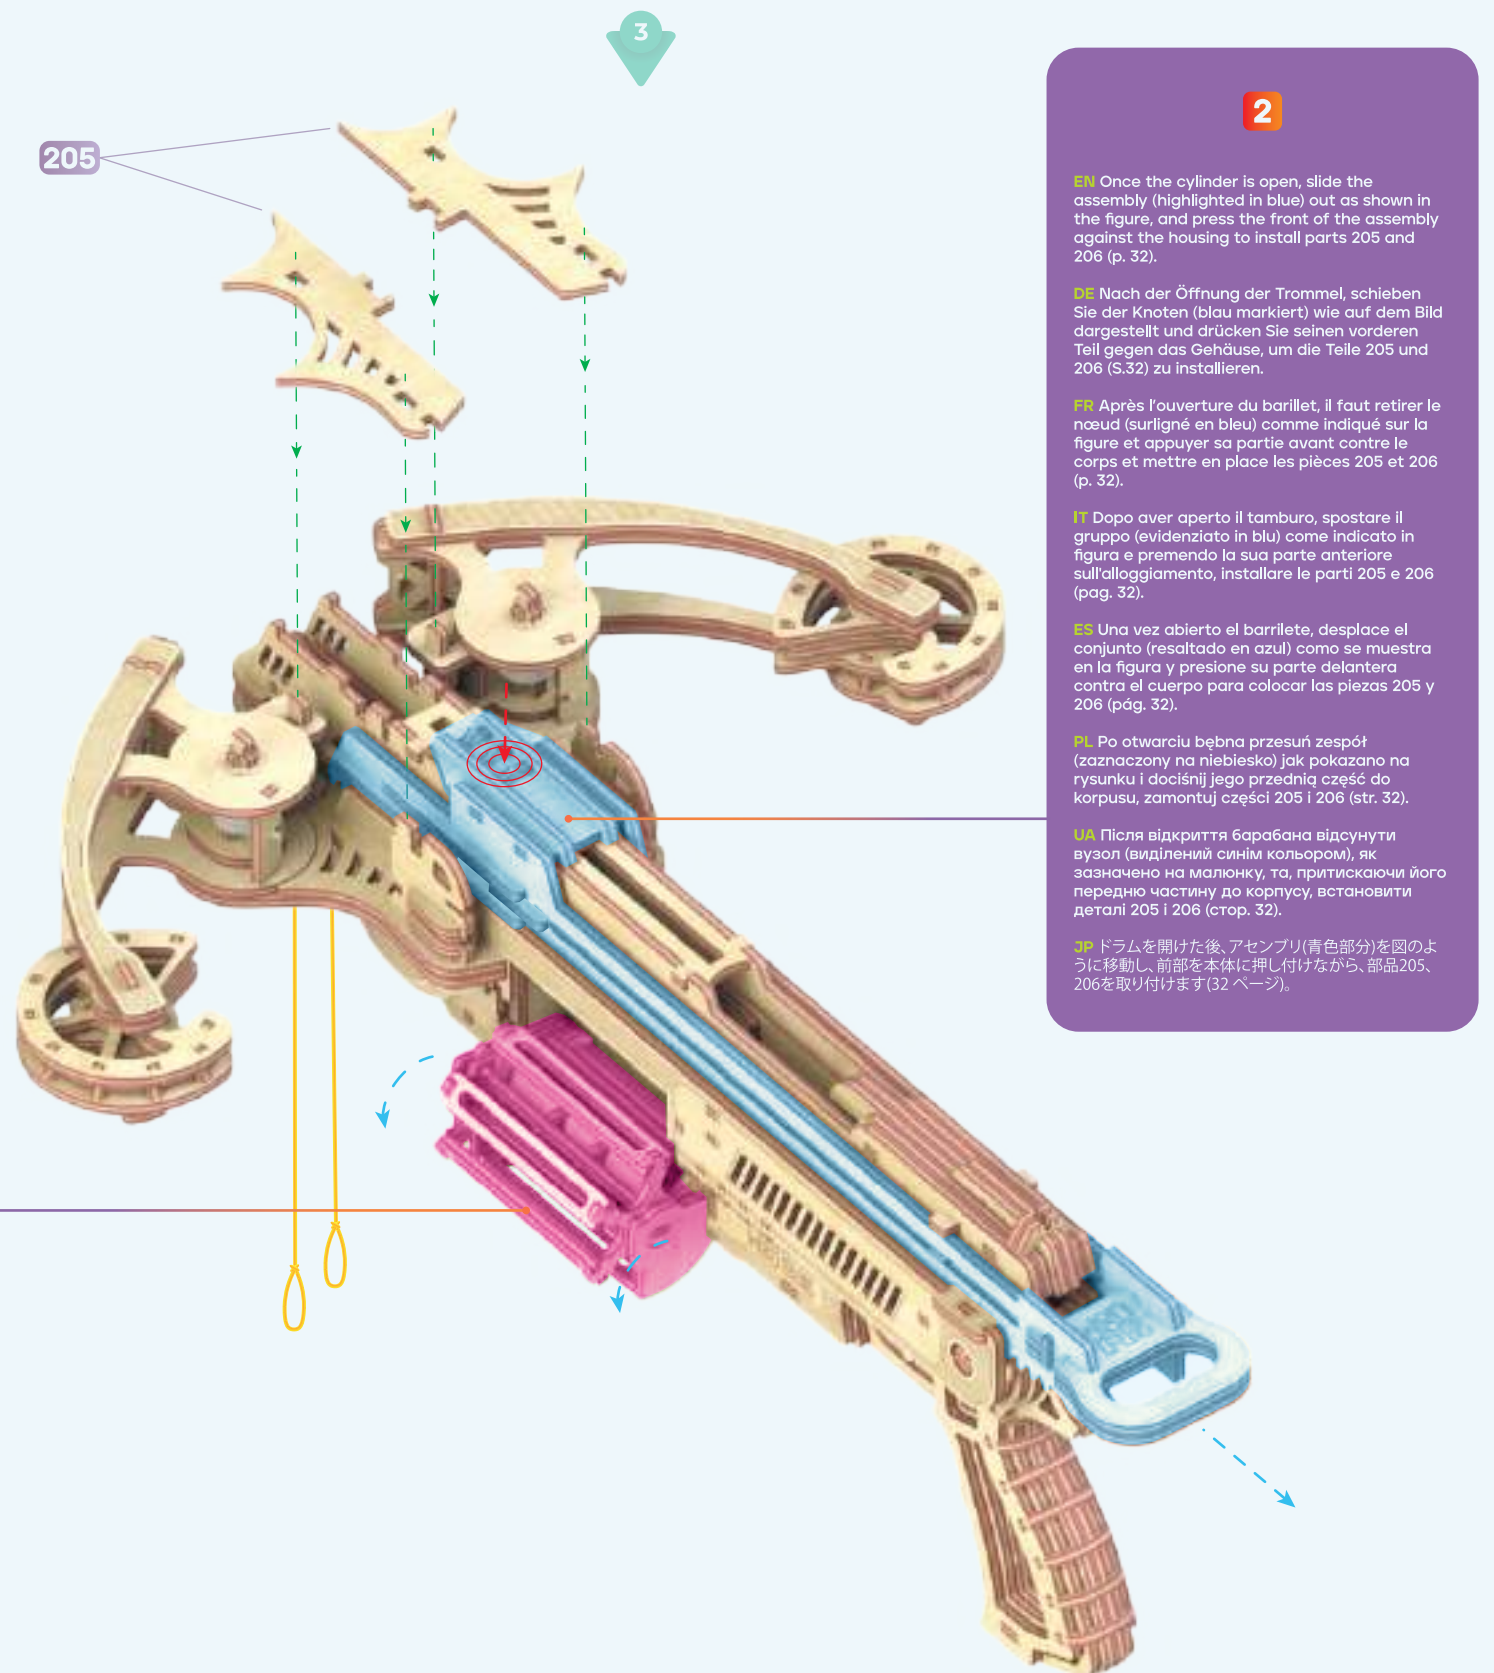 3
205
2
EN Once the cylinder is open, slide the
assembly (highlighted in blue) out as shown in
the figure, and press the front of the assembly
against the housing to install parts 205 and
206 (p. 32).
DE Nach der Öffnung der Trommel, schieben
Sie der Knoten (blau markiert) wie auf dem Bild
dargestellt und drücken Sie seinen vorderen
Teil gegen das Gehäuse, um die Teile 205 und
206 (S.32) zu installieren.
FR Après l'ouverture du barillet, il faut retirer le
nœud (surligné en bleu) comme indiqué sur la
figure et appuyer sa partie avant contre le
corps et mettre en place les pièces 205 et 206
(p. 32).
IT Dopo aver aperto il tamburo, spostare il
gruppo (evidenziato in blu) come indicato in
figura e premendo la sua parte anteriore
sull'alloggiamento, installare le parti 205 e 206
(pag. 32).
ES Una vez abierto el barrilete, desplace el
conjunto (resaltado en azul) como se muestra
en la figura y presione su parte delantera
contra el cuerpo para colocar las piezas 205 y
206 (pág. 32).
PL Po otwarciu bębna przesuń zespół
(zaznaczony na niebiesko) jak pokazano na
rysunku i dociśnij jego przednią część do
korpusu, zamontuj części 205 i 206 (str. 32).
UA Після відкриття барабана відсунути
вузол (виділений синім кольором), як
зазначено на малюнку, та, притискаючи його
передню частину до корпусу, встановити
деталі 205 і 206 (стор. 32).
JP ドラムを開けた後、アセンブリ(青色部分)を図のよ
うに移動し、前部を本体に押し付けながら、部品205、
206を取り付けます(32 ページ)。